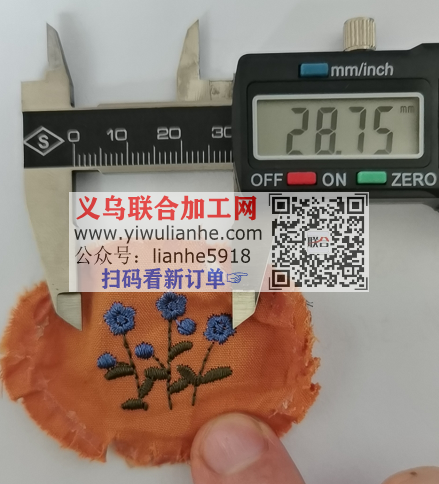 mm/inch
28.75 mm
S 0 10 20 30
OFF ON ZERO
义乌联合加工网
www.yiwulianhe.com
联合
公众号：lianhe5918
扫码看新订单☞